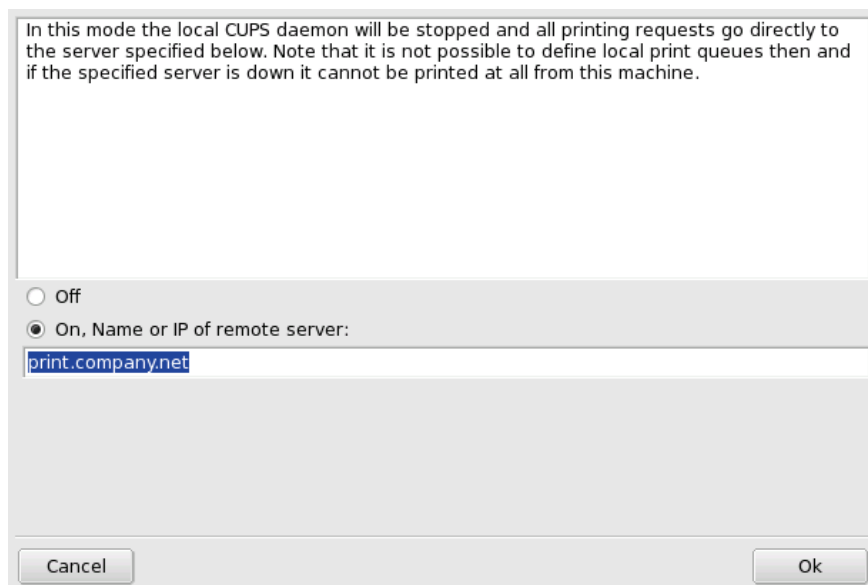 In this mode the local CUPS daemon will be stopped and all printing requests go directly to
the server specified below. Note that it is not possible to define local print queues then and
if the specified server is down it cannot be printed at all from this machine.
Off
On, Name or IP of remote server:
print.company.net
Cancel
Ok